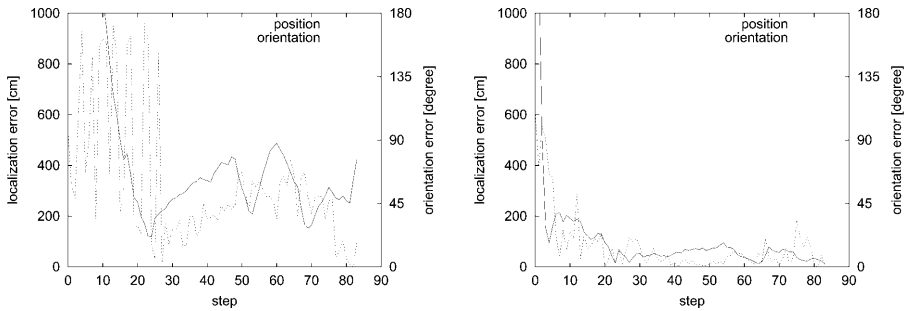 1000
800
600
400
200
0
localization error [cm]
position
orientation
180
135
90
45
0
orientation error [degree]
0 10 20 30 40 50 60 70 80 90
step
1000
800
600
400
200
0
localization error [cm]
position
orientation
180
135
90
45
0
orientation error [degree]
0 10 20 30 40 50 60 70 80 90
step